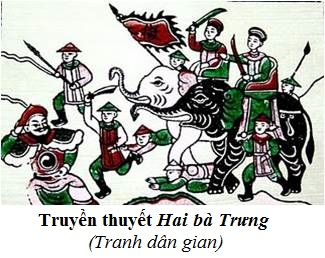 Truyền thuyết Hai bà Trưng
(Tranh dân gian)